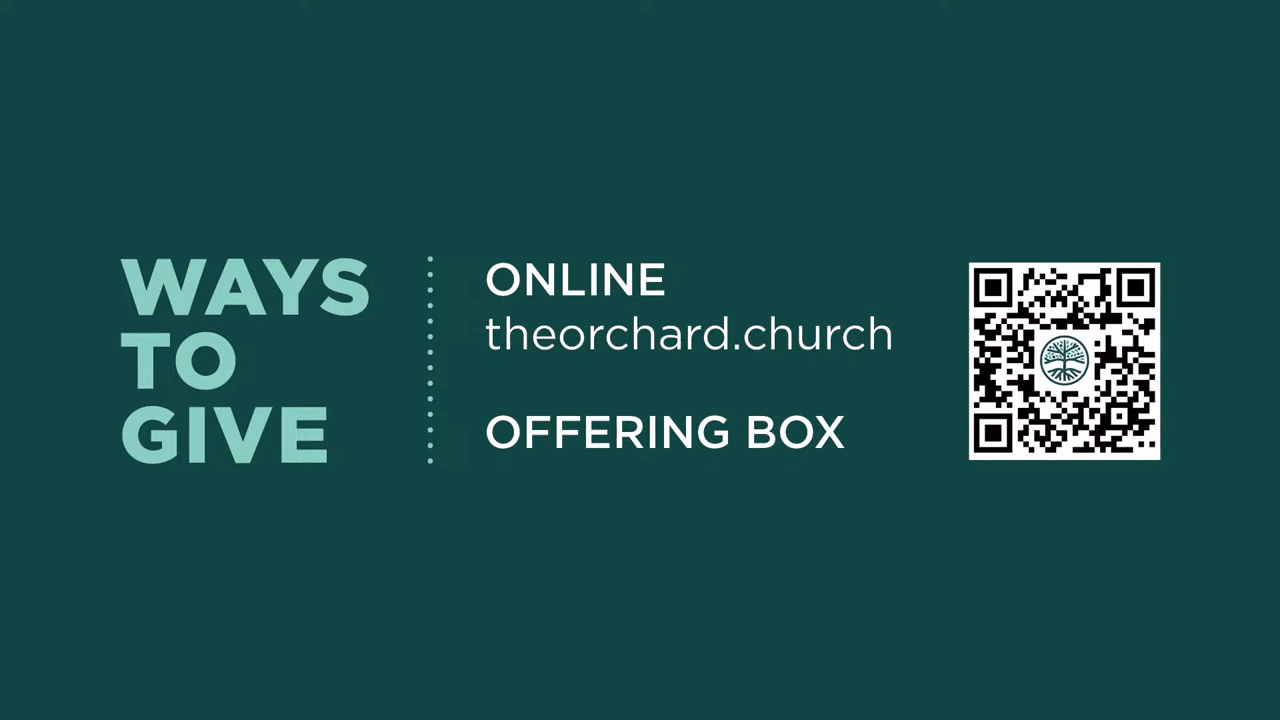 WAYS
TO
GIVE
ONLINE
theorchard.church
OFFERING BOX